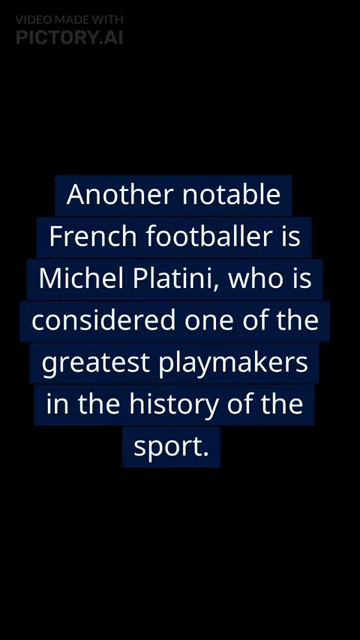 VIDEO MADE WITH
PICTORY.AI
Another notable
French footballer is
Michel Platini, who is
considered one of the
greatest playmakers
in the history of the
sport.